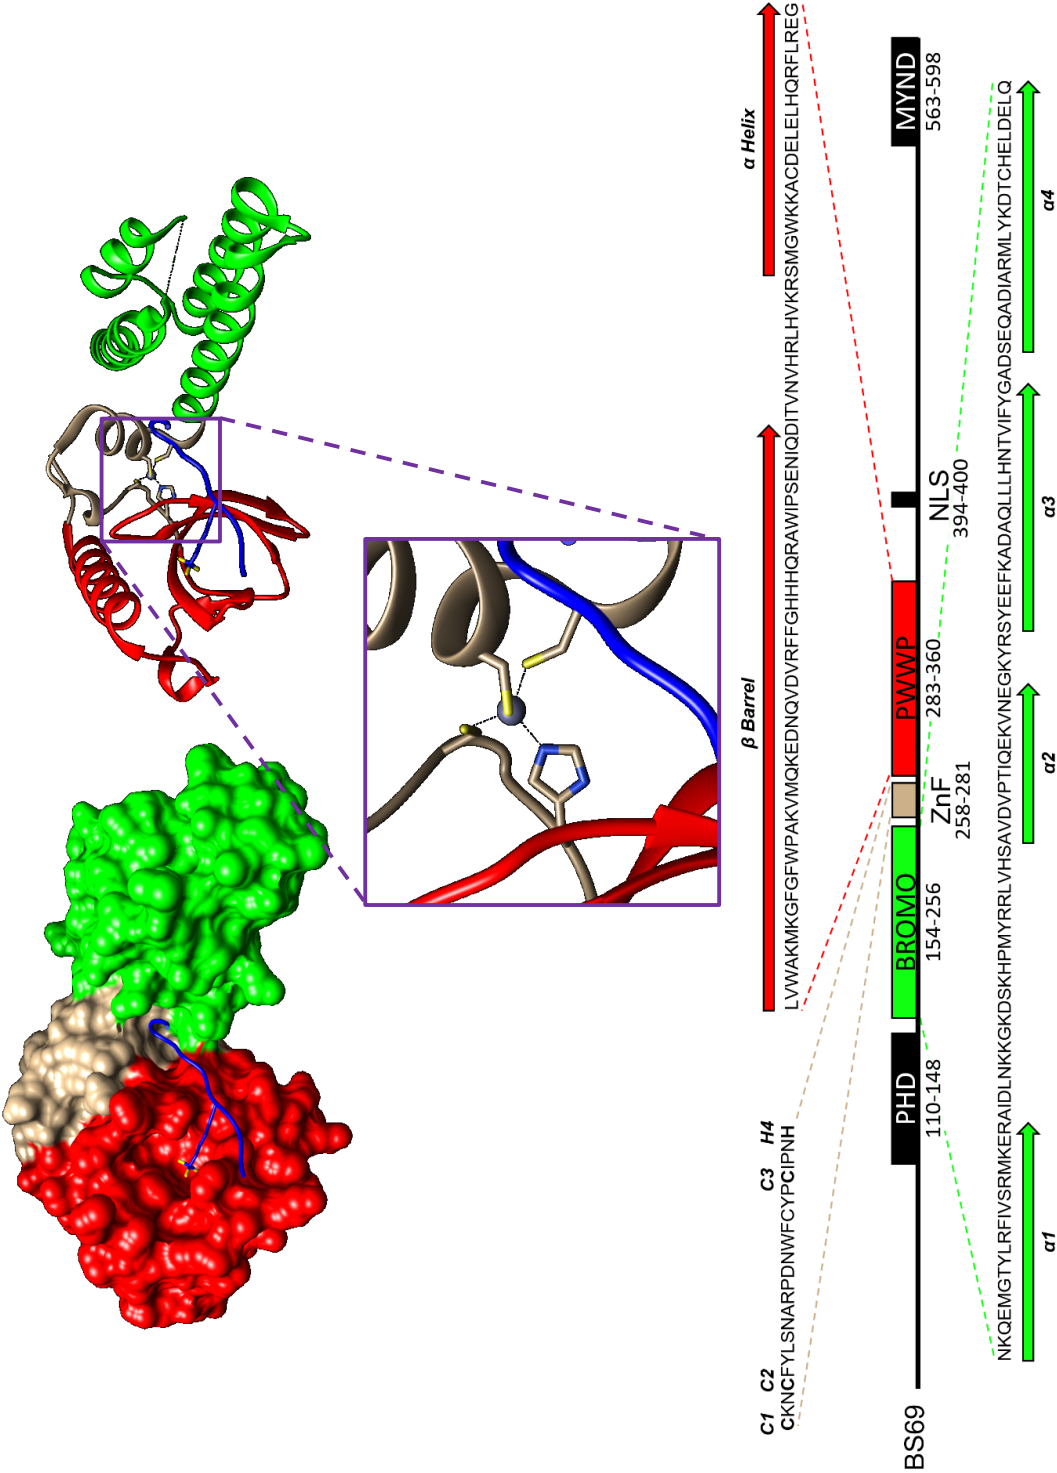 β Barrel α Helix
C1 C2 C3 H4
CKNCFYLSNARPDNWFCYPCIPNH LVWAKMKGFGFWPAKVMQKEDNQVDVRFFGHHHQRAWIPSENIQDITVNVHRLHVKRSMGWKKACDELELHQRFLREG
BS69 PHD BROMO PWWP MYND
110-148 154-256 ZnF 283-360 NLS 563-598
258-281 394-400
NKQEMGTYLRFIVSRMKERAIDLNKKGKDSKHPMYRRLVHSAVDVPTIQEKVNEGKYRSYEEFKADAQLLLHNTVIFYGADSEQADIARMLYKDTCHELDELQ
α1 α2 α3 α4